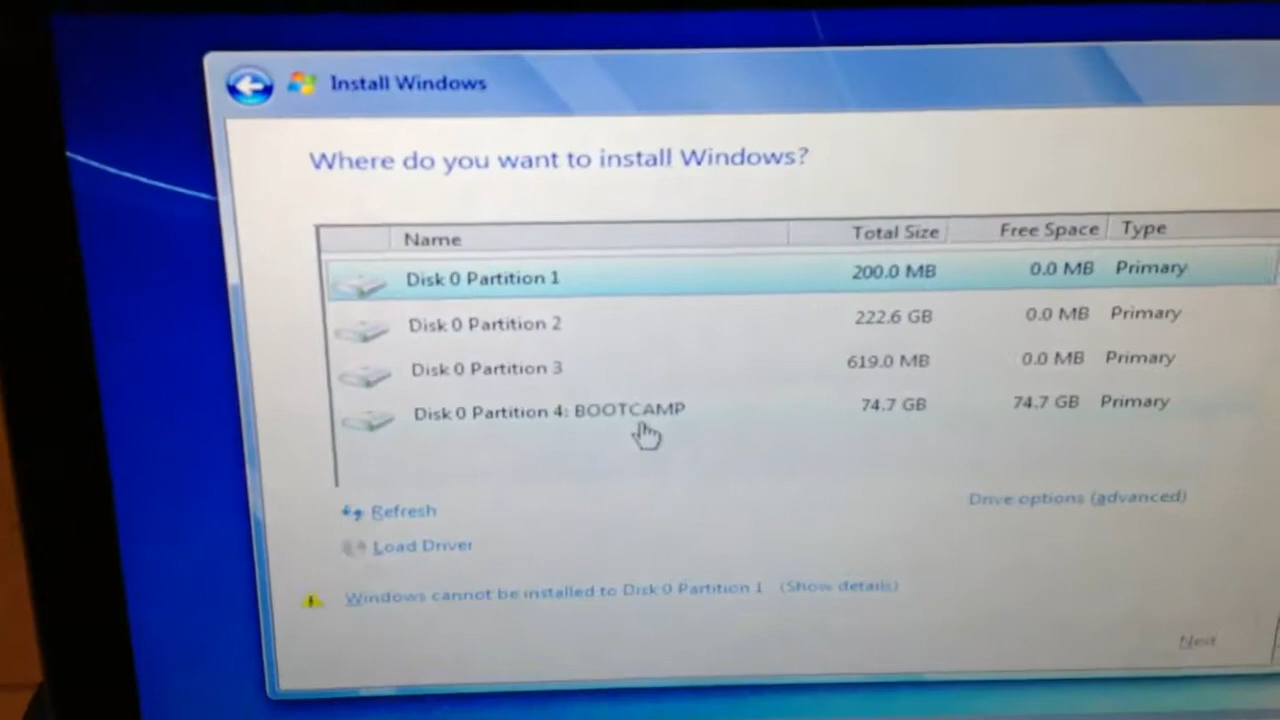 Install Windows
Where do you want to install Windows?
Name Total Size Free Space Type
Disk 0 Partition 1 200.0 MB 0.0 MB Primary
Disk 0 Partition 2 222.6 GB 0.0 MB Primary
Disk 0 Partition 3 619.0 MB 0.0 MB Primary
Disk 0 Partition 4: BOOTCAMP 74.7 GB 74.7 GB Primary
Refresh Drive options (advanced)
Load Driver
Windows cannot be installed to Disk 0 Partition 1 (Show details)
Next